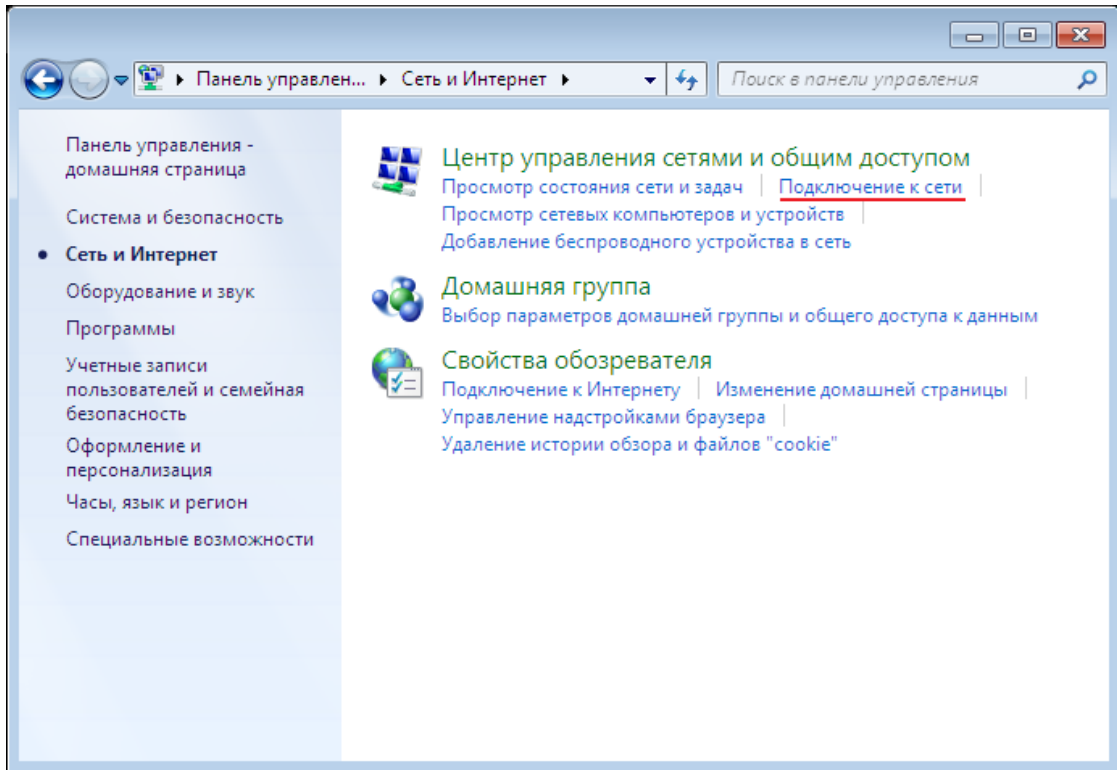 Панель управлен... Сеть и Интернет
Поиск в панели управления
Панель управления -
домашняя страница
Система и безопасность
Сеть и Интернет
Оборудование и звук
Программы
Учетные записи
пользователей и семейная
безопасность
Оформление и
персонализация
Часы, язык и регион
Специальные возможности
Центр управления сетями и общим доступом
Просмотр состояния сети и задач Подключение к сети
Просмотр сетевых компьютеров и устройств
Добавление беспроводного устройства в сеть
Домашняя группа
Выбор параметров домашней группы и общего доступа к данным
Свойства обозревателя
Подключение к Интернету Изменение домашней страницы
Управление надстройками браузера
Удаление истории обзора и файлов "cookie"